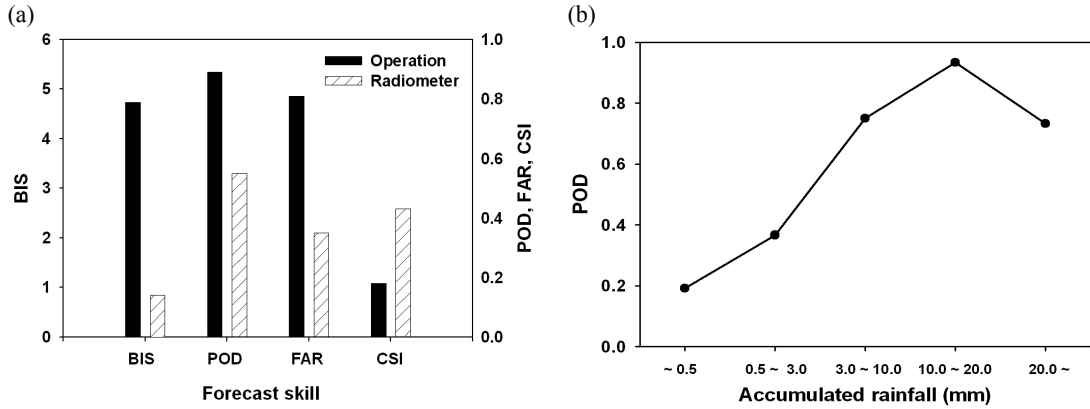 (a)
6
5
4
3
2
1
0
BIS
1.0
0.8
0.6
0.4
0.2
0.0
POD, FAR, CSI
Operation
Radiometer
BIS POD FAR CSI
Forecast skill
(b)
1.0
0.8
0.6
0.4
0.2
0.0
POD
~ 0.5 0.5 ~ 3.0 3.0 ~ 10.0 10.0 ~ 20.0 20.0 ~
Accumulated rainfall (mm)